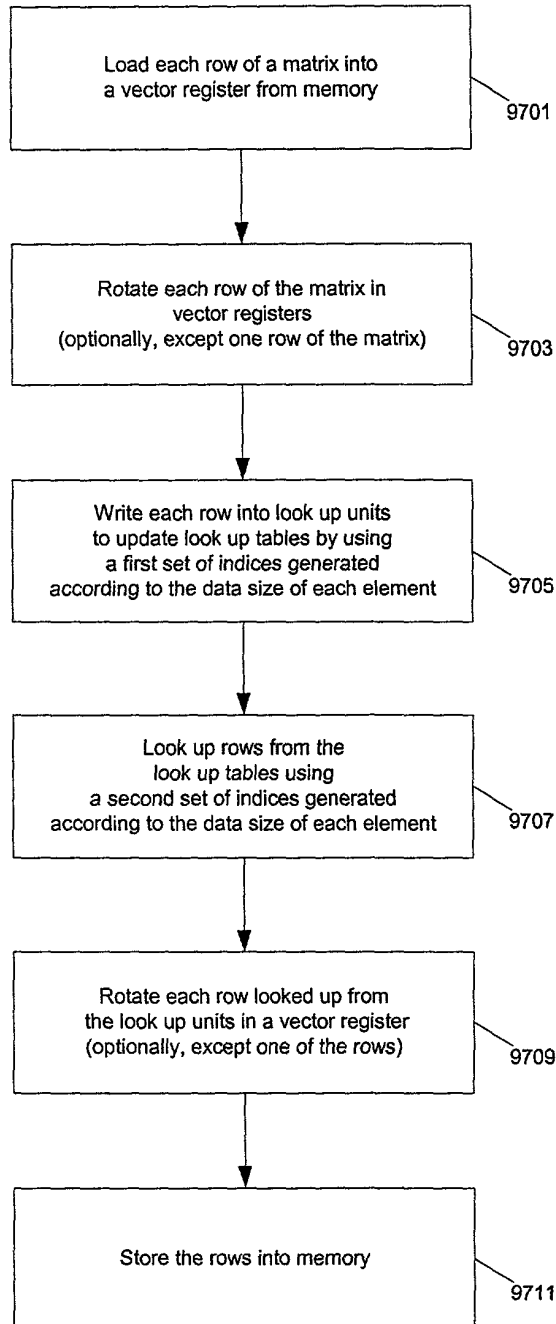 Load each row of a matrix into
a vector register from memory
9701
Rotate each row of the matrix in
vector registers
(optionally, except one row of the matrix)
9703
Write each row into look up units
to update look up tables by using
a first set of indices generated
according to the data size of each element
9705
Look up rows from the
look up tables using
a second set of indices generated
according to the data size of each element
9707
Rotate each row looked up from
the look up units in a vector register
(optionally, except one of the rows)
9709
Store the rows into memory
9711